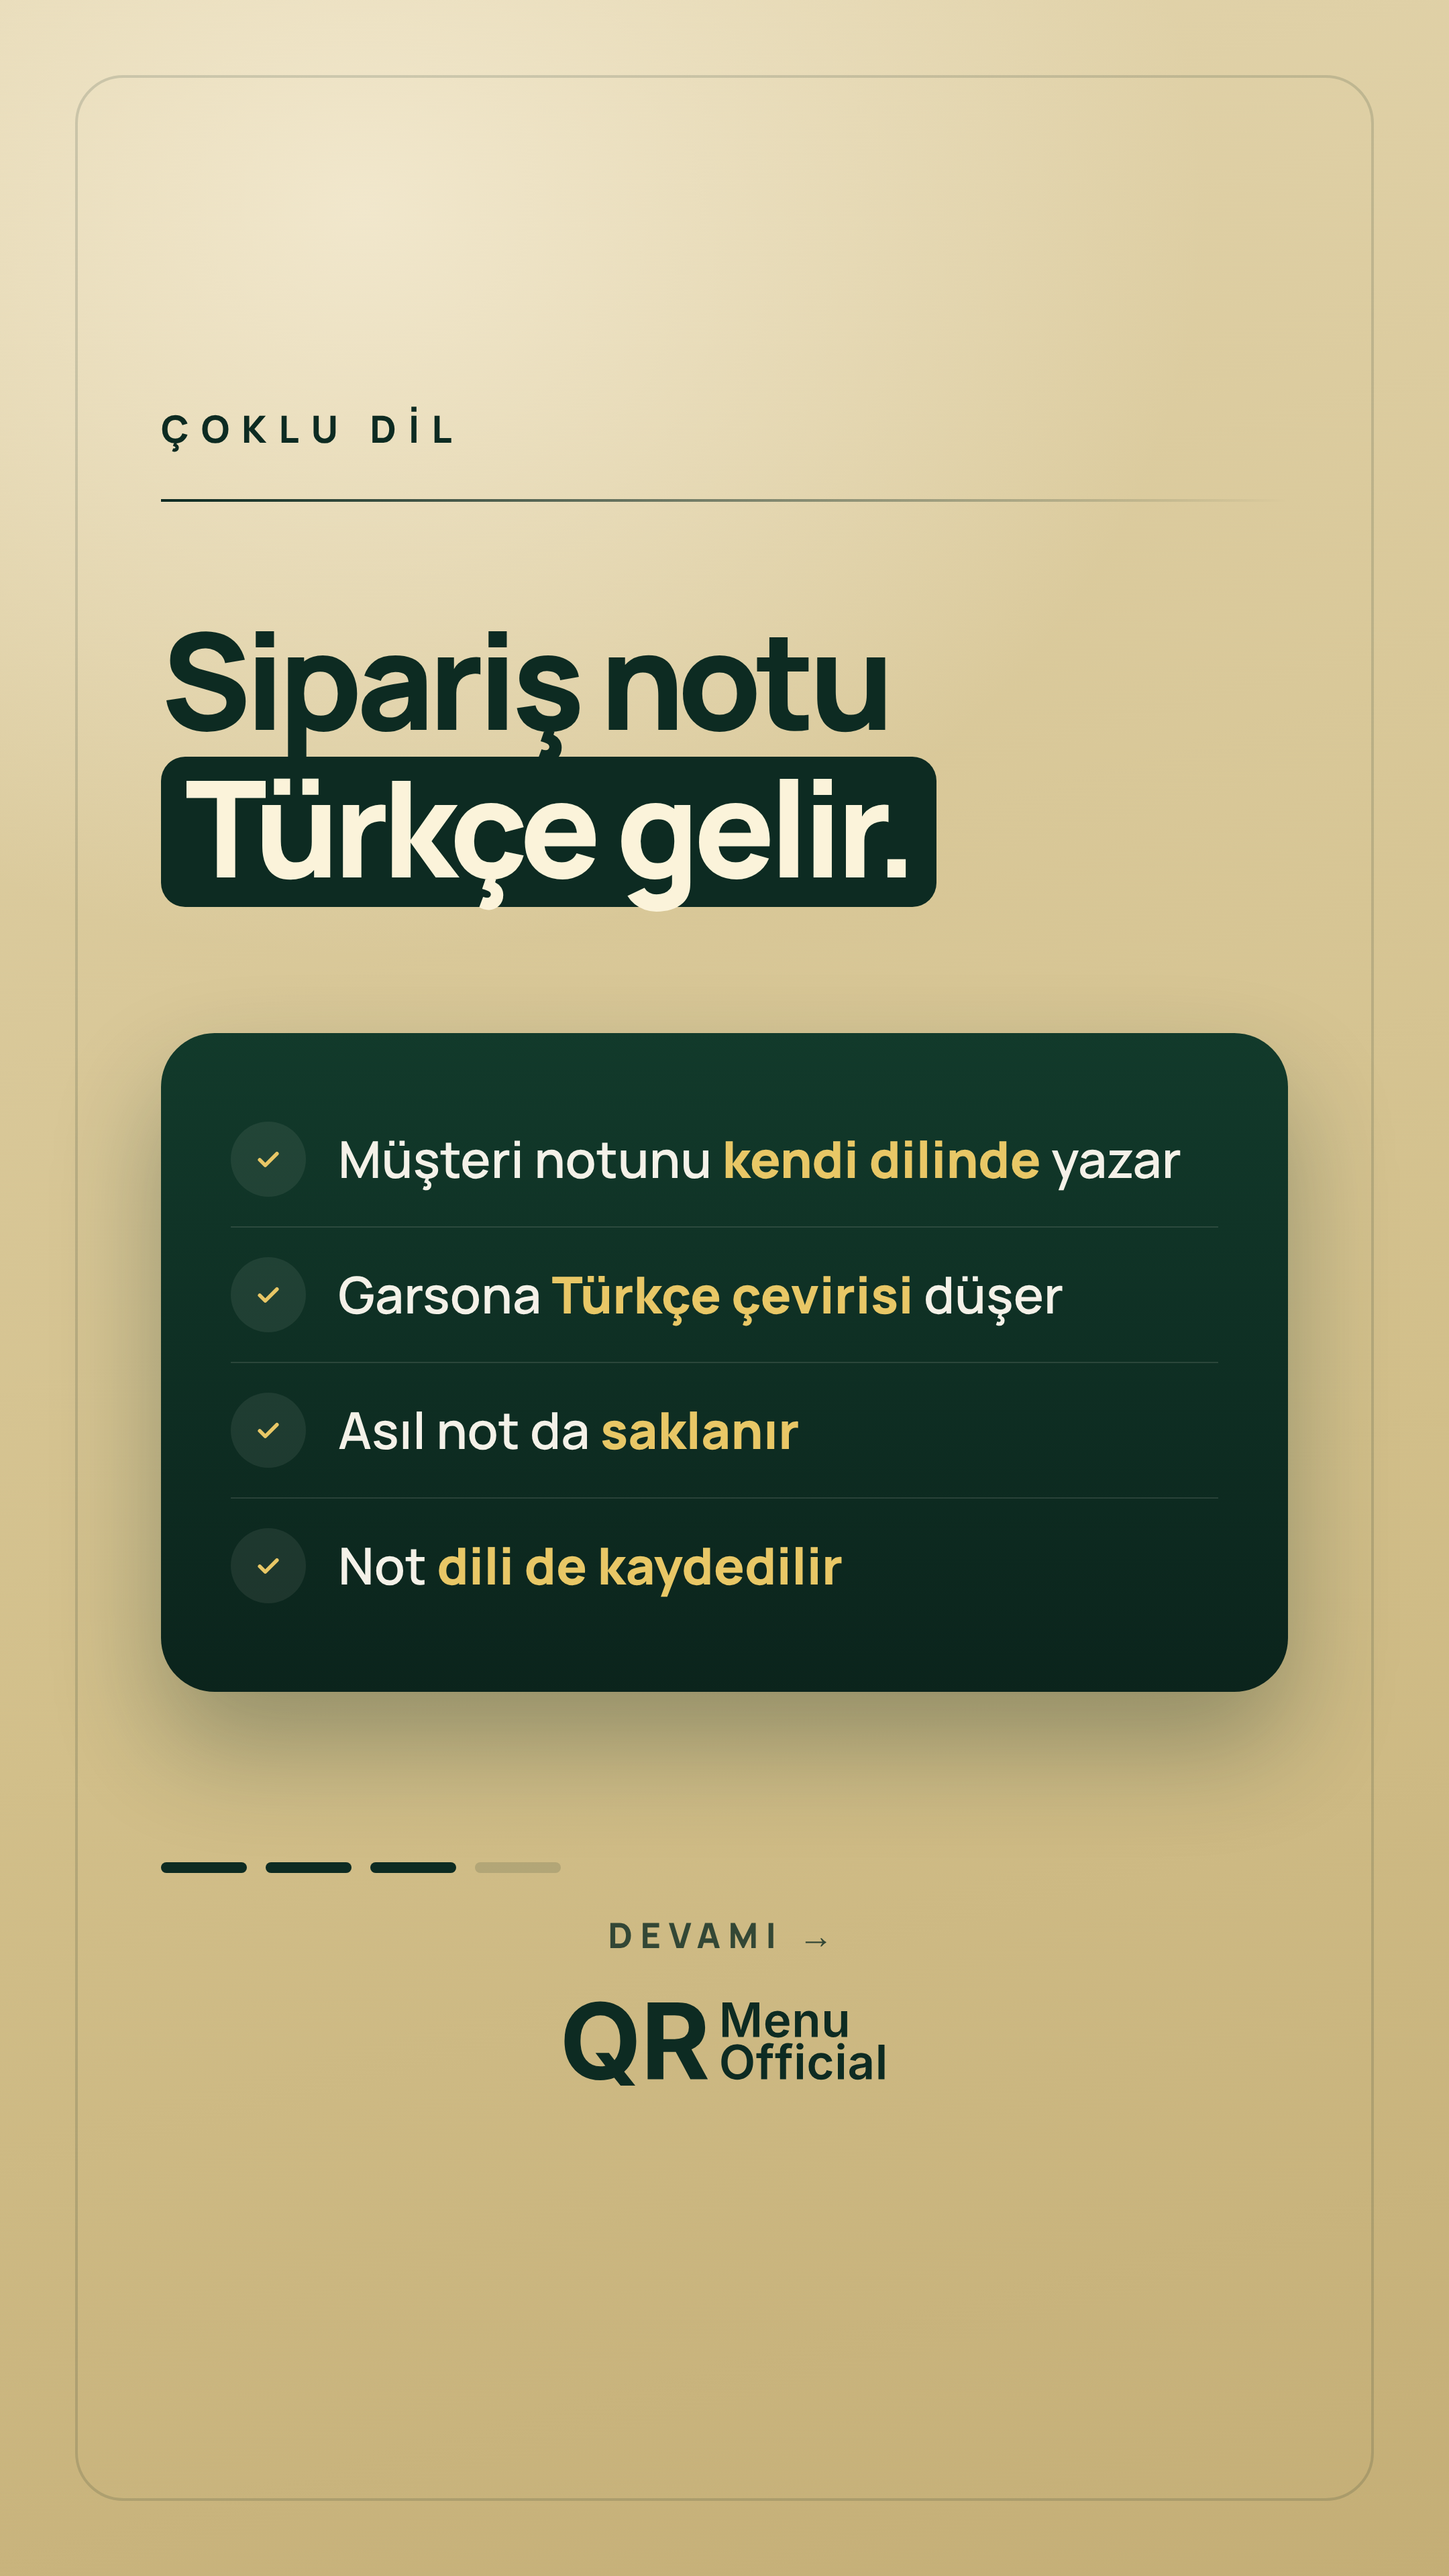 ÇOKLU DİL
Sipariş notu
Türkçe gelir.
Müşteri notunu kendi dilinde yazar
Garsona Türkçe çevirisi düşer
Asıl not da saklanır
Not dili de kaydedilir
DEVAMI →
QR Menu
Official